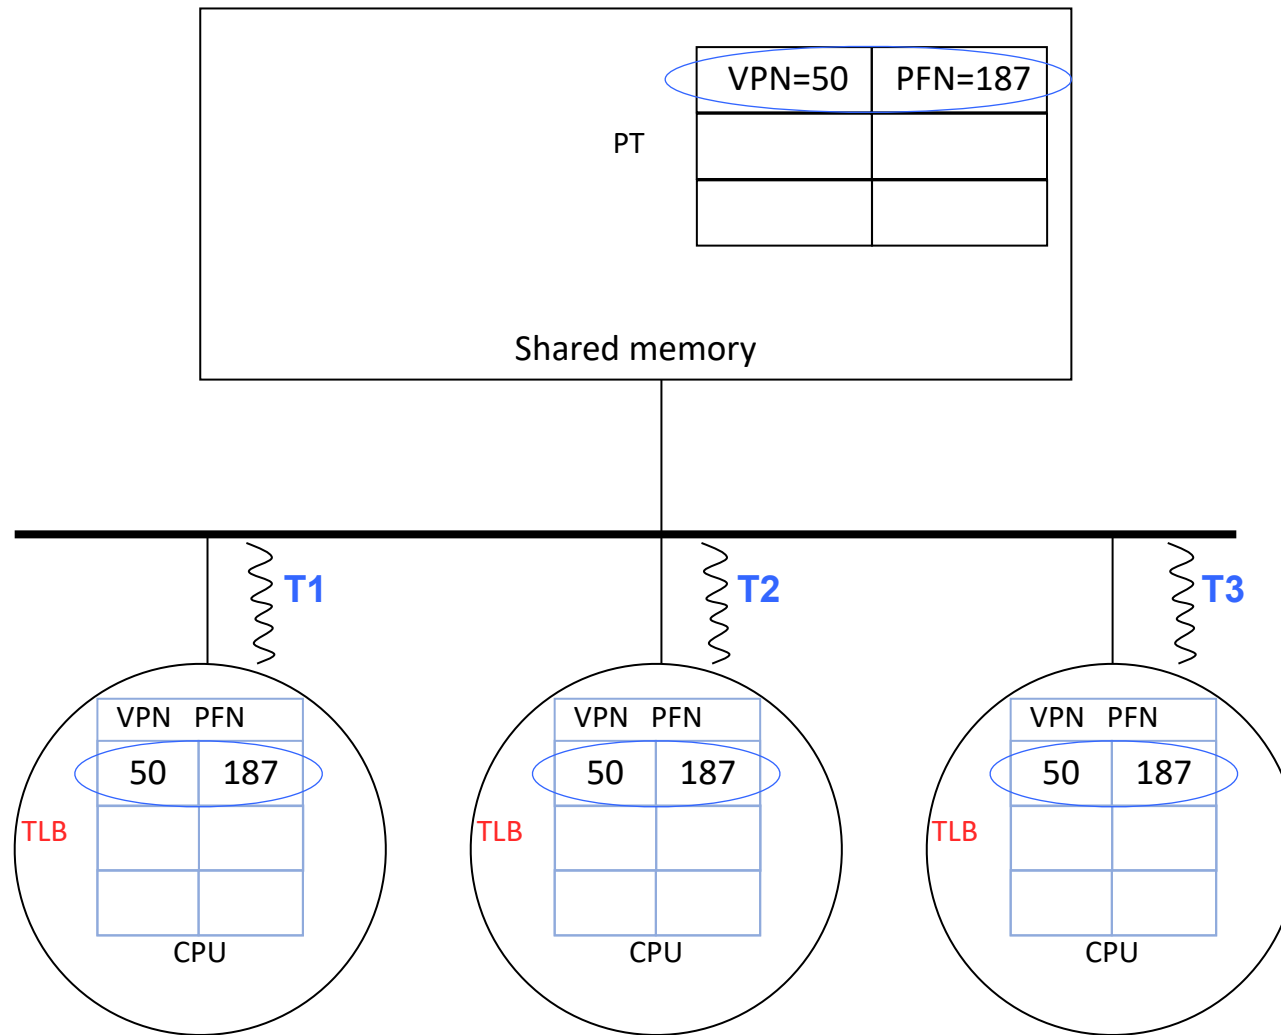 VPN=50 PFN=187
PT
Shared memory
T1 T2 T3
VPN PFN VPN PFN VPN PFN
50 187 50 187 50 187
TLB TLB TLB
CPU CPU CPU